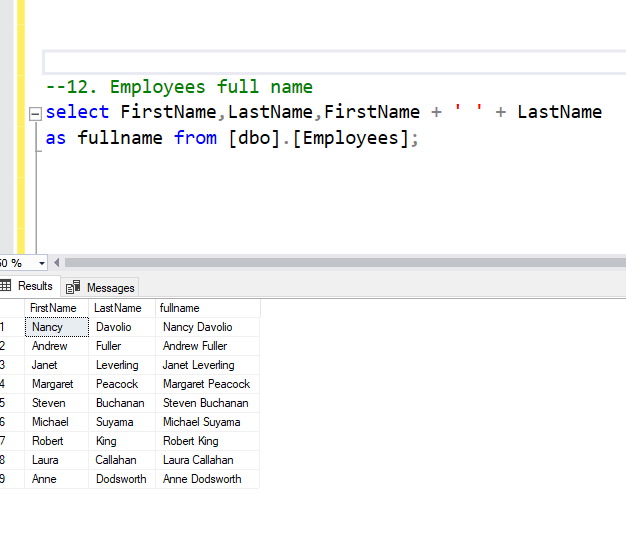 --12. Employees full name
select FirstName,LastName,FirstName + ' ' + LastName
as fullname from [dbo].[Employees];
60 %
Results Messages
FirstName LastName fullname
1 Nancy Davolio Nancy Davolio
2 Andrew Fuller Andrew Fuller
3 Janet Leverling Janet Leverling
4 Margaret Peacock Margaret Peacock
5 Steven Buchanan Steven Buchanan
6 Michael Suyama Michael Suyama
7 Robert King Robert King
8 Laura Callahan Laura Callahan
9 Anne Dodsworth Anne Dodsworth